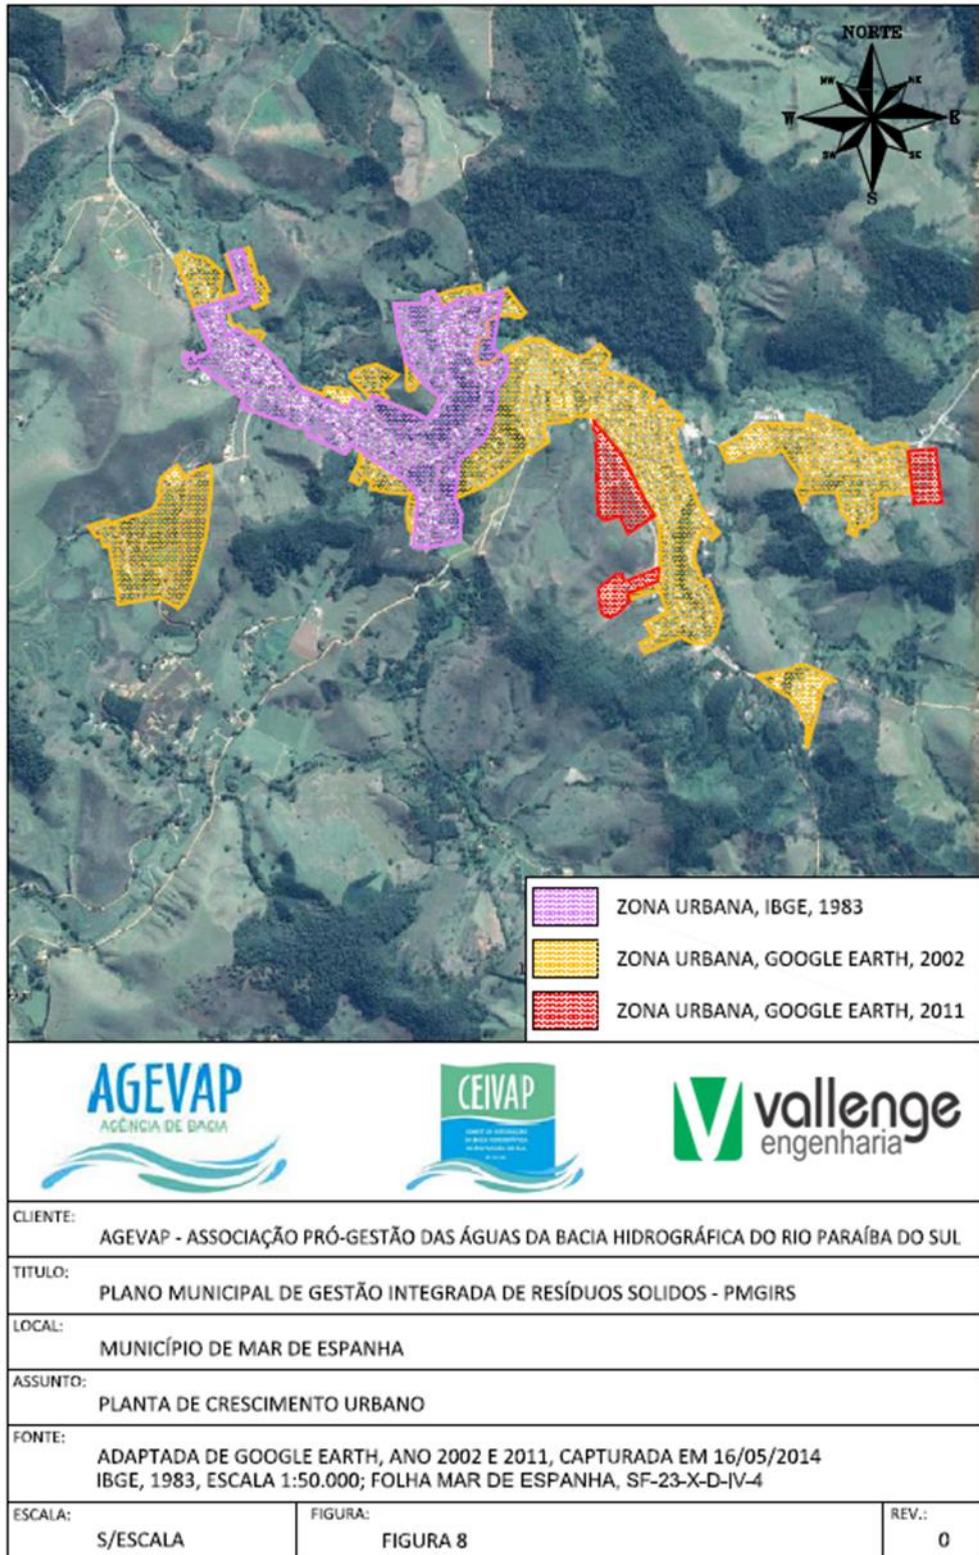 NORTE
NW
NE
W
E
SW
SE
S
ZONA URBANA, IBGE, 1983
ZONA URBANA, GOOGLE EARTH, 2002
ZONA URBANA, GOOGLE EARTH, 2011
AGEVAP
AGÊNCIA DE BACIA
CEIVAP
vallenge
engenharia
CLIENTE:
AGEVAP - ASSOCIAÇÃO PRÓ-GESTÃO DAS ÁGUAS DA BACIA HIDROGRÁFICA DO RIO PARAÍBA DO SUL
TITULO:
PLANO MUNICIPAL DE GESTÃO INTEGRADA DE RESÍDUOS SOLIDOS - PMGIRS
LOCAL:
MUNICÍPIO DE MAR DE ESPANHA
ASSUNTO:
PLANTA DE CRESCIMENTO URBANO
FONTE:
ADAPTADA DE GOOGLE EARTH, ANO 2002 E 2011, CAPTURADA EM 16/05/2014
IBGE, 1983, ESCALA 1:50.000; FOLHA MAR DE ESPANHA, SF-23-X-D-IV-4
ESCALA:
S/ESCALA
FIGURA:
FIGURA 8
REV.:
0